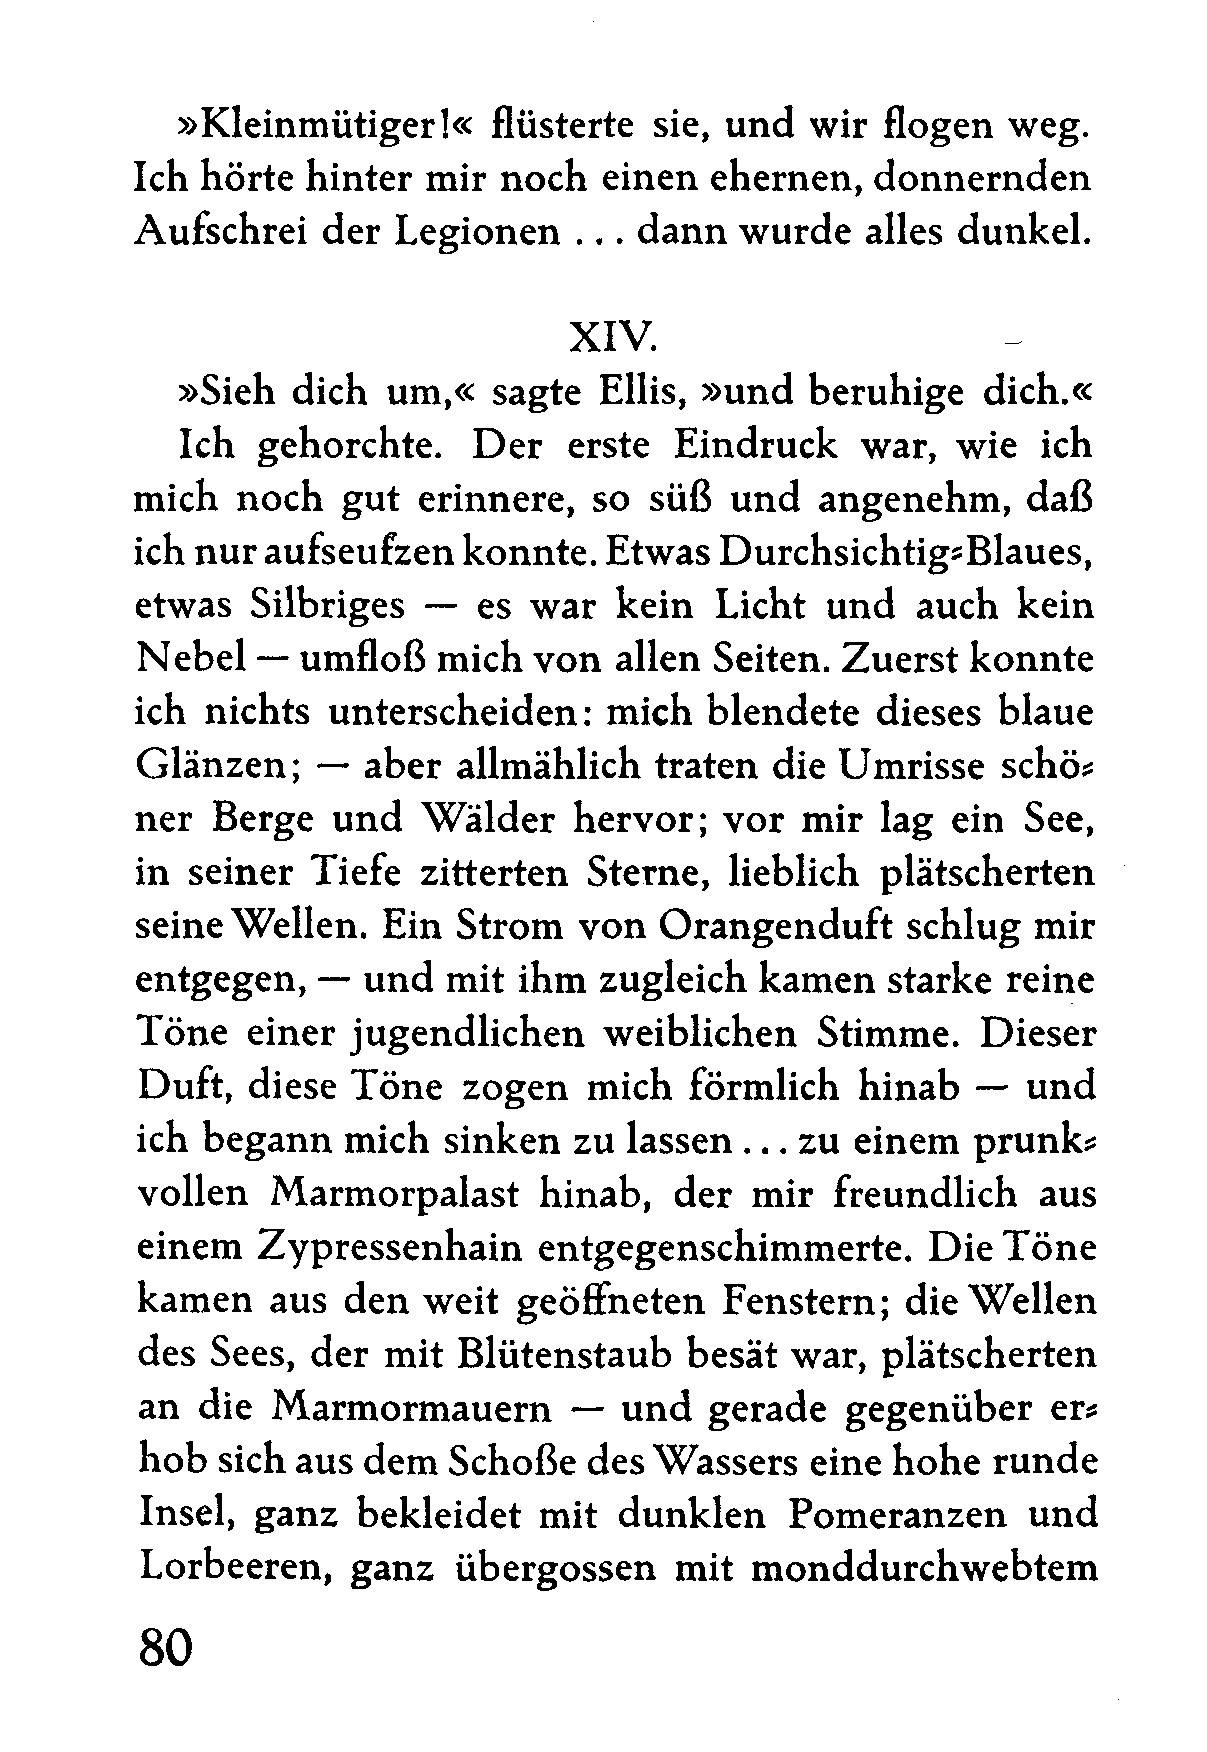 »Kleinmütiger!« flüsterte sie, und wir flogen weg.
Ich hörte hinter mir noch einen ehernen, donnernden
Aufschrei der Legionen ... dann wurde alles dunkel.
XIV.
»Sieh dich um,« sagte Ellis, »und beruhige dich.«
Ich gehorchte. Der erste Eindruck war, wie ich
mich noch gut erinnere, so süß und angenehm, daß
ich nur aufseufzen konnte. Etwas Durchsichtig-Blaues,
etwas Silbriges — es war kein Licht und auch kein
Nebel — umfloß mich von allen Seiten. Zuerst konnte
ich nichts unterscheiden: mich blendete dieses blaue
Glänzen; — aber allmählich traten die Umrisse schö-
ner Berge und Wälder hervor; vor mir lag ein See,
in seiner Tiefe zitterten Sterne, lieblich plätscherten
seine Wellen. Ein Strom von Orangenduft schlug mir
entgegen, — und mit ihm zugleich kamen starke reine
Töne einer jugendlichen weiblichen Stimme. Dieser
Duft, diese Töne zogen mich förmlich hinab — und
ich begann mich sinken zu lassen ... zu einem prunk-
vollen Marmorpalast hinab, der mir freundlich aus
einem Zypressenhain entgegenschimmerte. Die Töne
kamen aus den weit geöffneten Fenstern; die Wellen
des Sees, der mit Blütenstaub besät war, plätscherten
an die Marmormauern — und gerade gegenüber er-
hob sich aus dem Schoße des Wassers eine hohe runde
Insel, ganz bekleidet mit dunklen Pomeranzen und
Lorbeeren, ganz übergossen mit monddurchwebtem
80